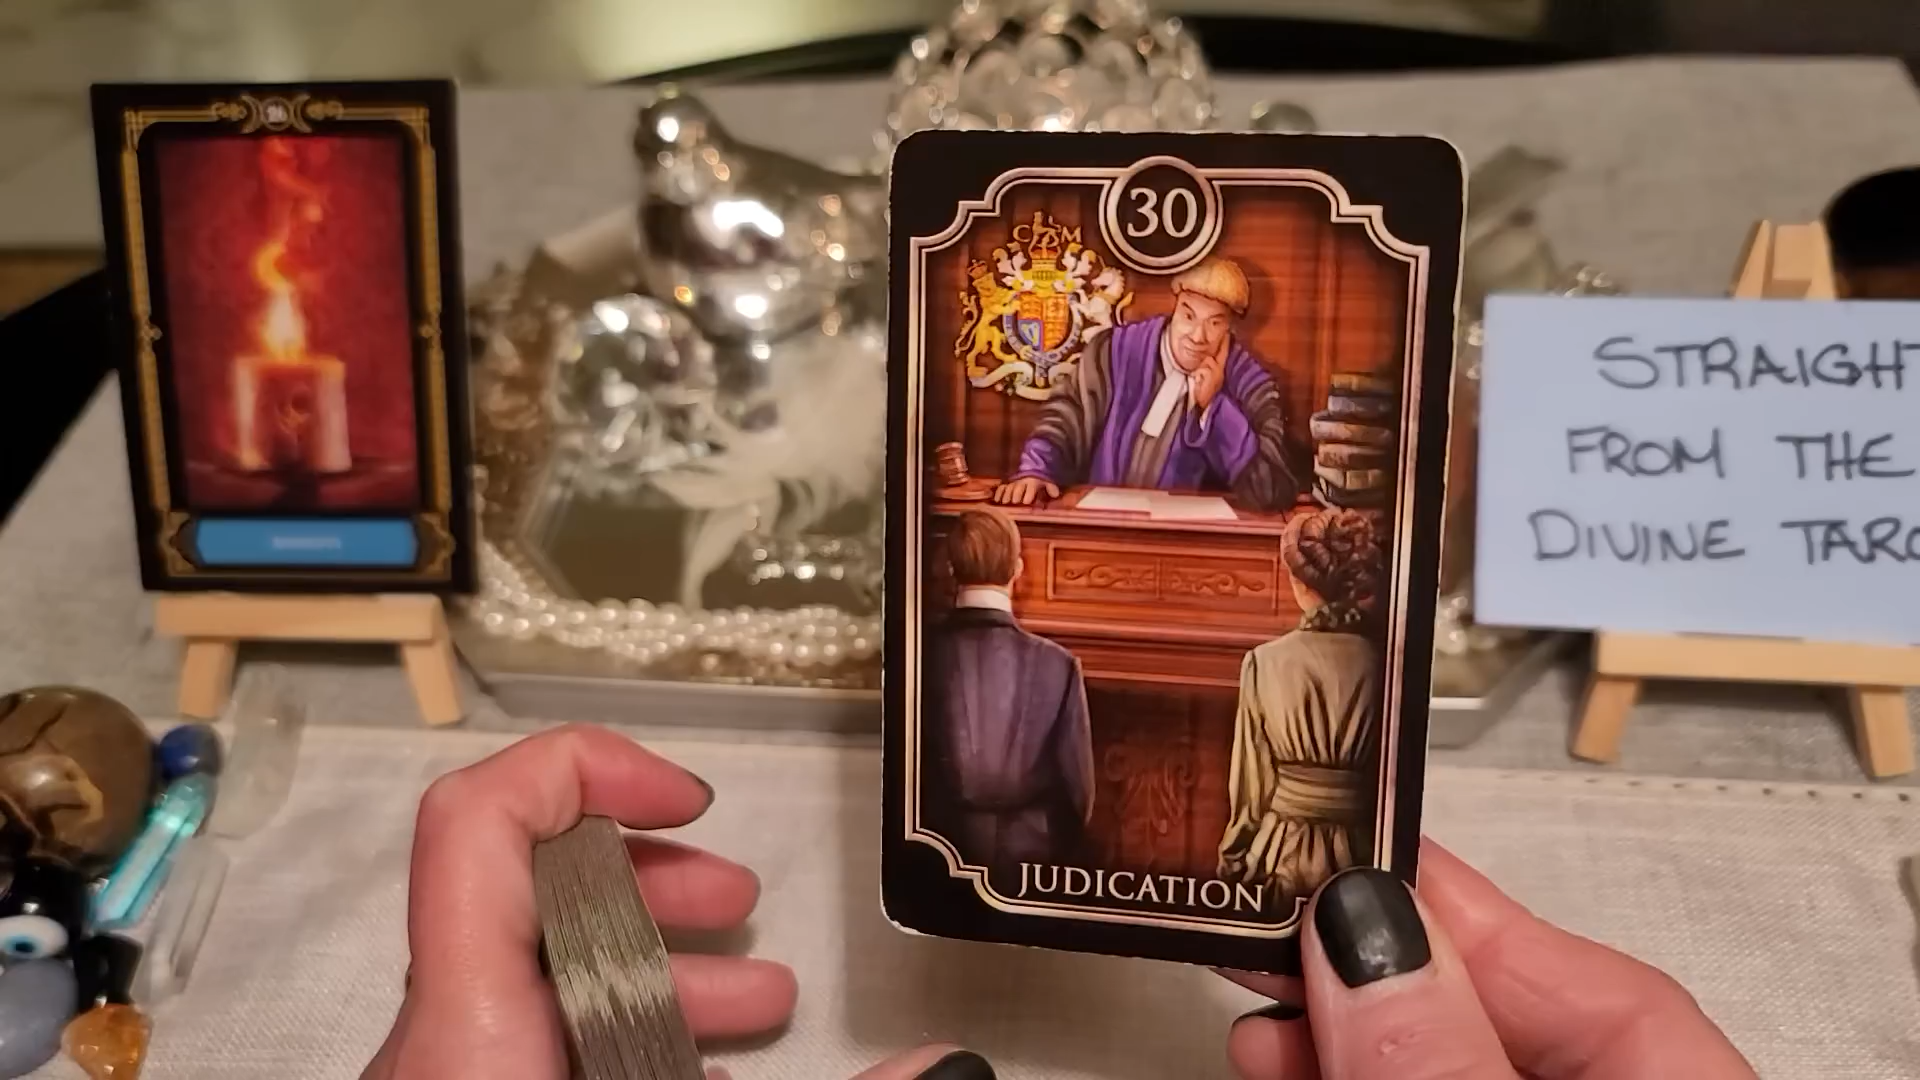 30
C M
JUDICATION
STRAIGHT
FROM THE
DIVINE TARO